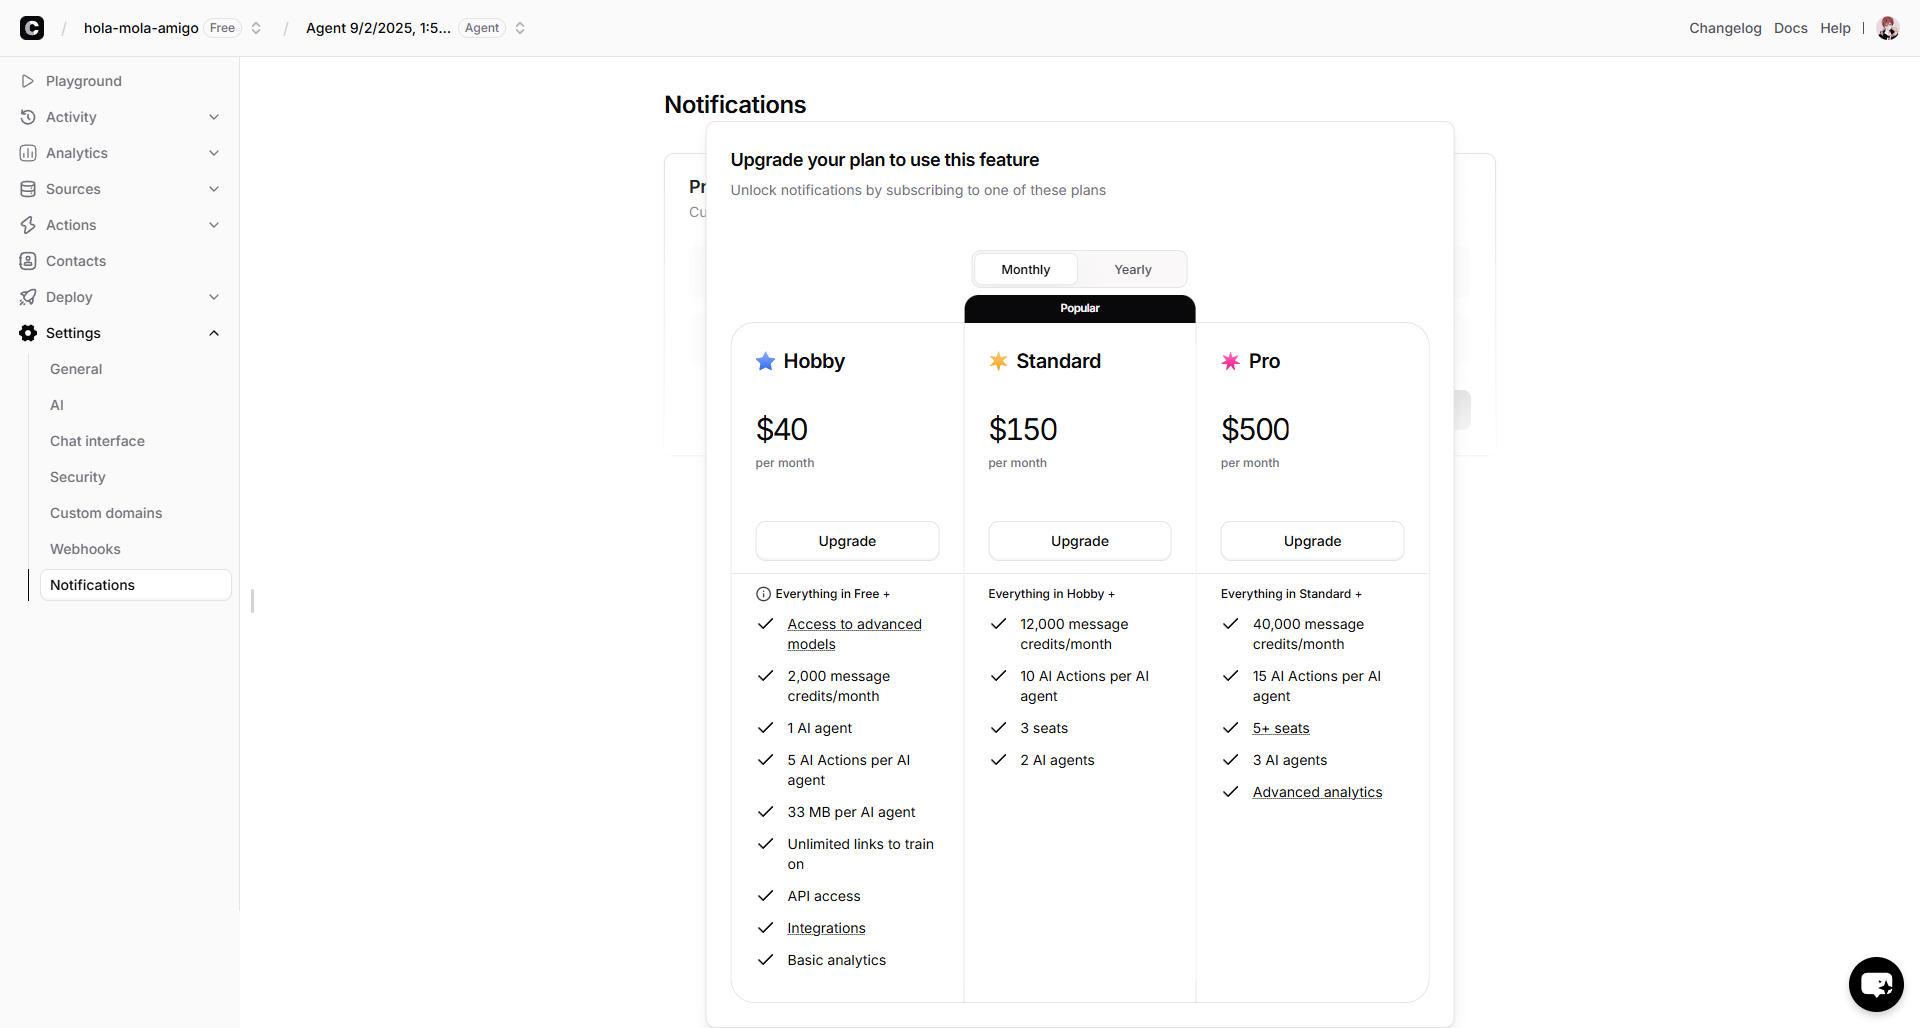 hola-mola-amigo Free
Agent 9/2/2025, 1:5... Agent
Changelog Docs Help
Playground
Activity
Analytics
Sources
Actions
Contacts
Deploy
Settings
General
AI
Chat interface
Security
Custom domains
Webhooks
Notifications
Notifications
Pr
Cu
Upgrade your plan to use this feature
Unlock notifications by subscribing to one of these plans
Monthly Yearly
Popular
Hobby
$40
per month
Upgrade
Everything in Free +
Access to advanced
models
2,000 message
credits/month
1 AI agent
5 AI Actions per AI
agent
33 MB per AI agent
Unlimited links to train
on
API access
Integrations
Basic analytics
Standard
$150
per month
Upgrade
Everything in Hobby +
12,000 message
credits/month
10 AI Actions per AI
agent
3 seats
2 AI agents
Pro
$500
per month
Upgrade
Everything in Standard +
40,000 message
credits/month
15 AI Actions per AI
agent
5+ seats
3 AI agents
Advanced analytics